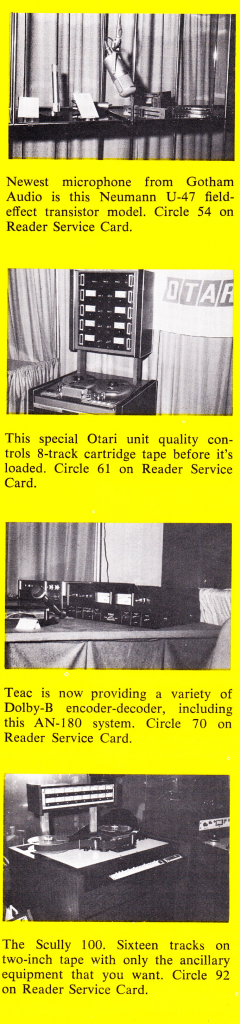 Newest microphone from Gotham
Audio is this Neumann U-47 field-
effect transistor model. Circle 54 on
Reader Service Card.
OTAR
This special Otari unit quality con-
trols 8-track cartridge tape before it's
loaded. Circle 61 on Reader Service
Card.
Teac is now providing a variety of
Dolby-B encoder-decoder, including
this AN-180 system. Circle 70 on
Reader Service Card.
The Scully 100. Sixteen tracks on
two-inch tape with only the ancillary
equipment that you want. Circle 92
on Reader Service Card.